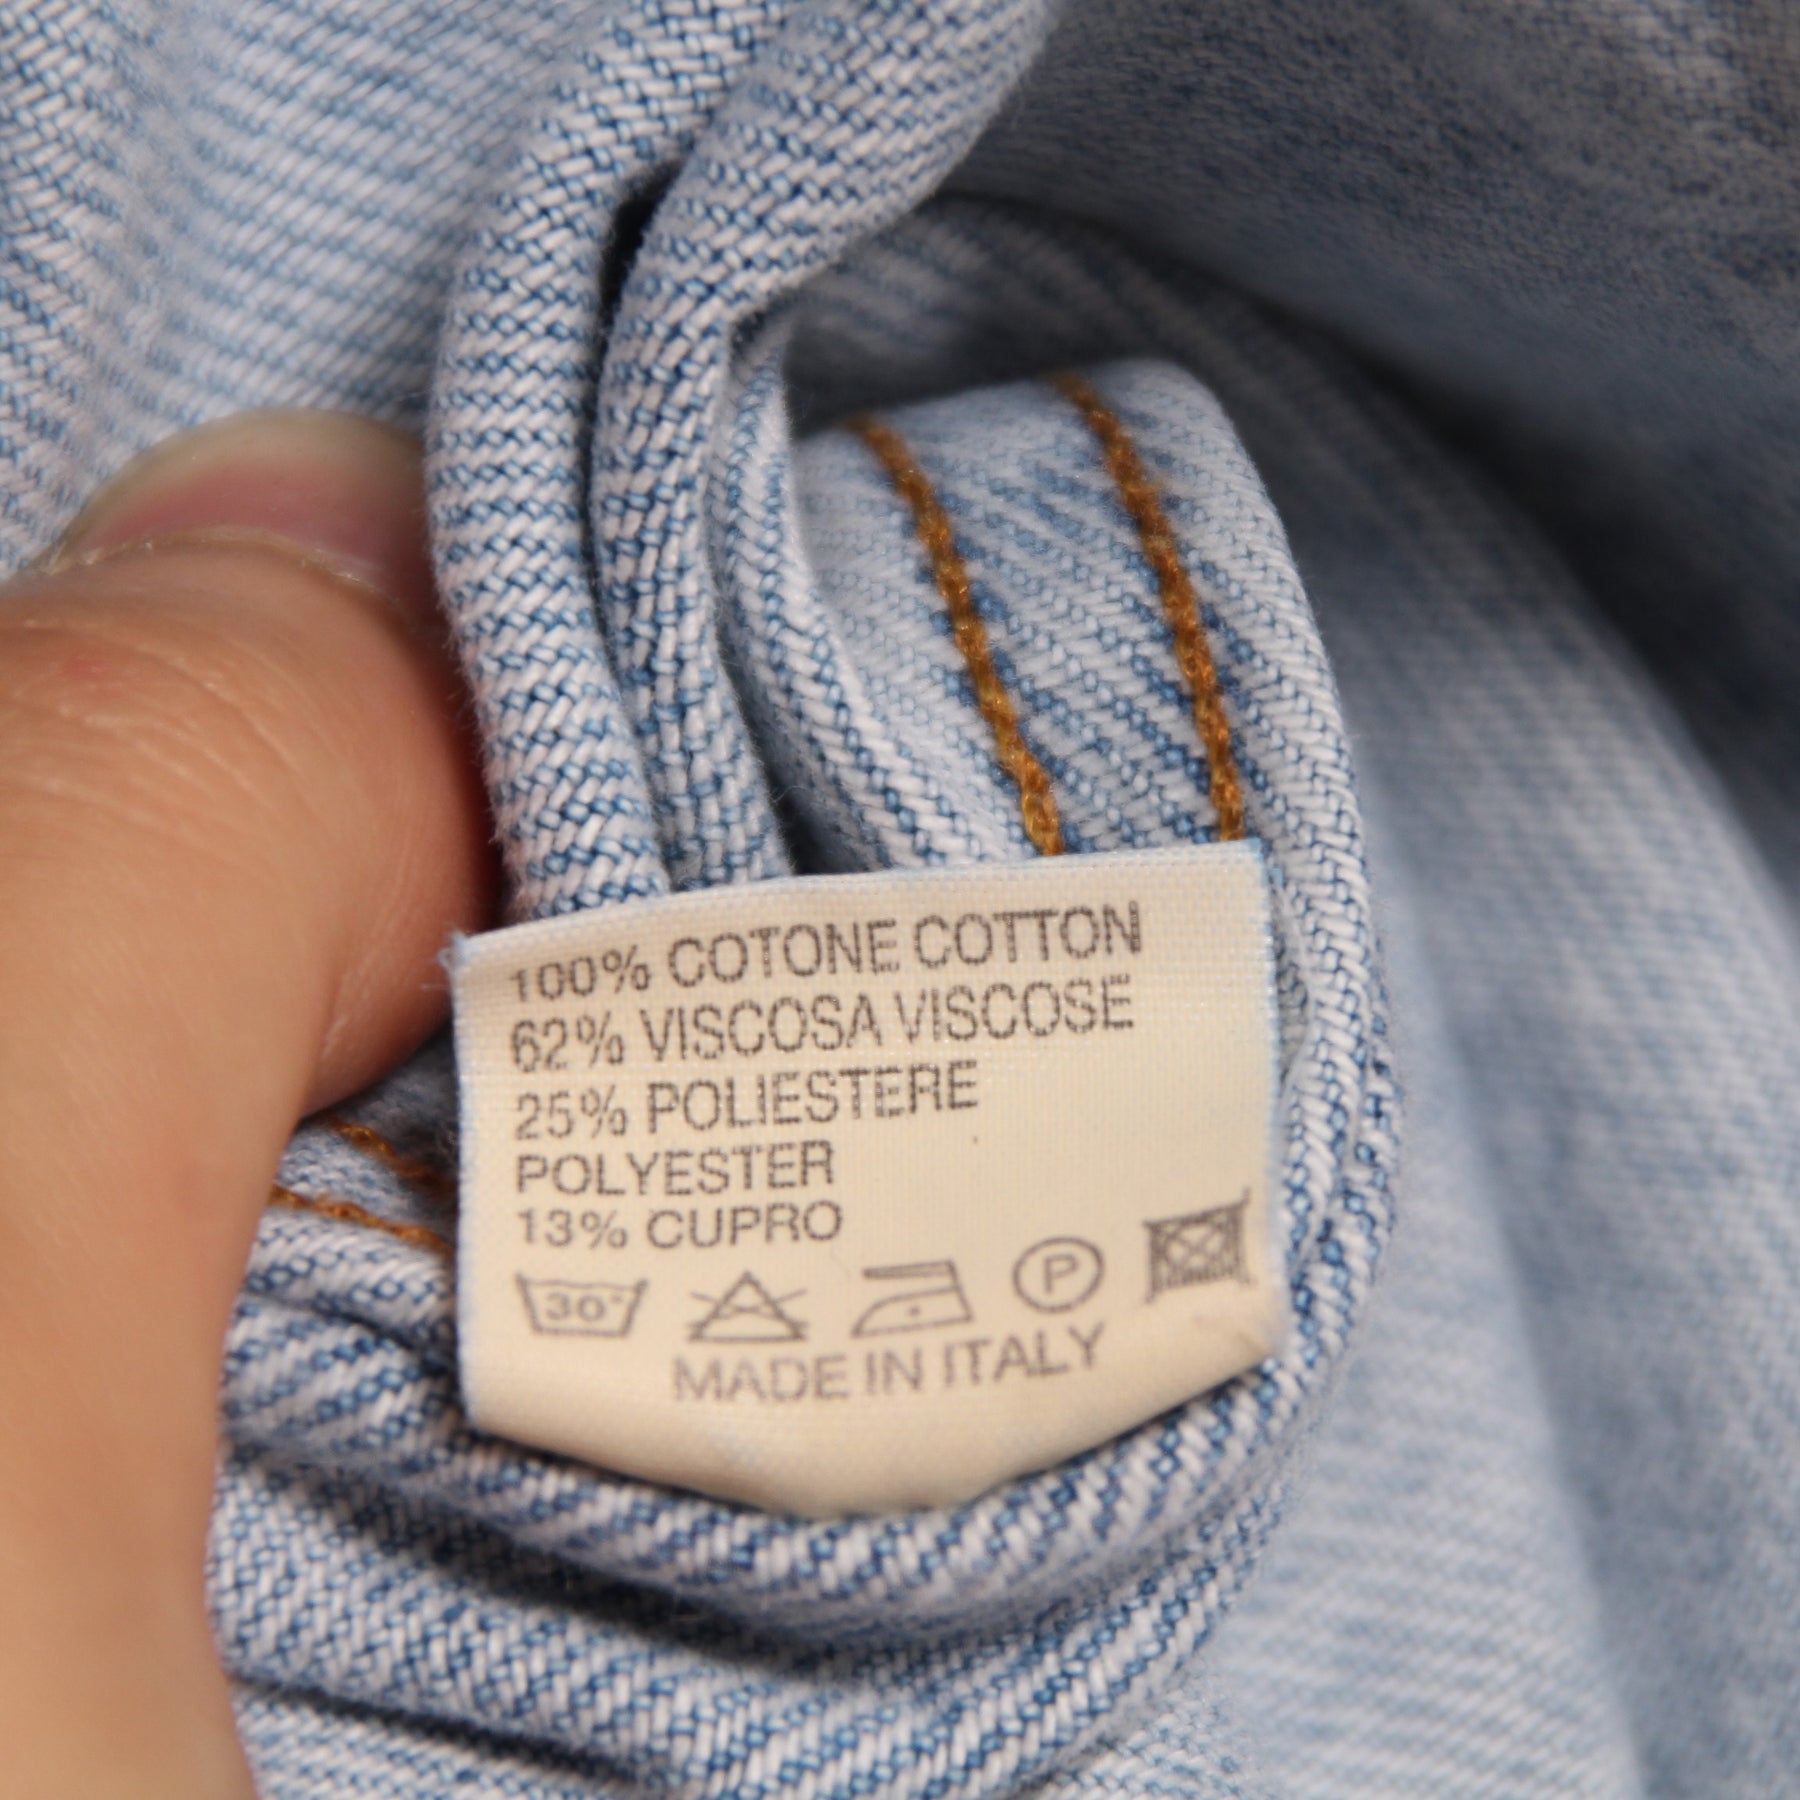 100% COTONE COTTON
62% VISCOSA VISCOSE
25% POLIESTERE
POLYESTER
13% CUPRO
30° P
MADE IN ITALY